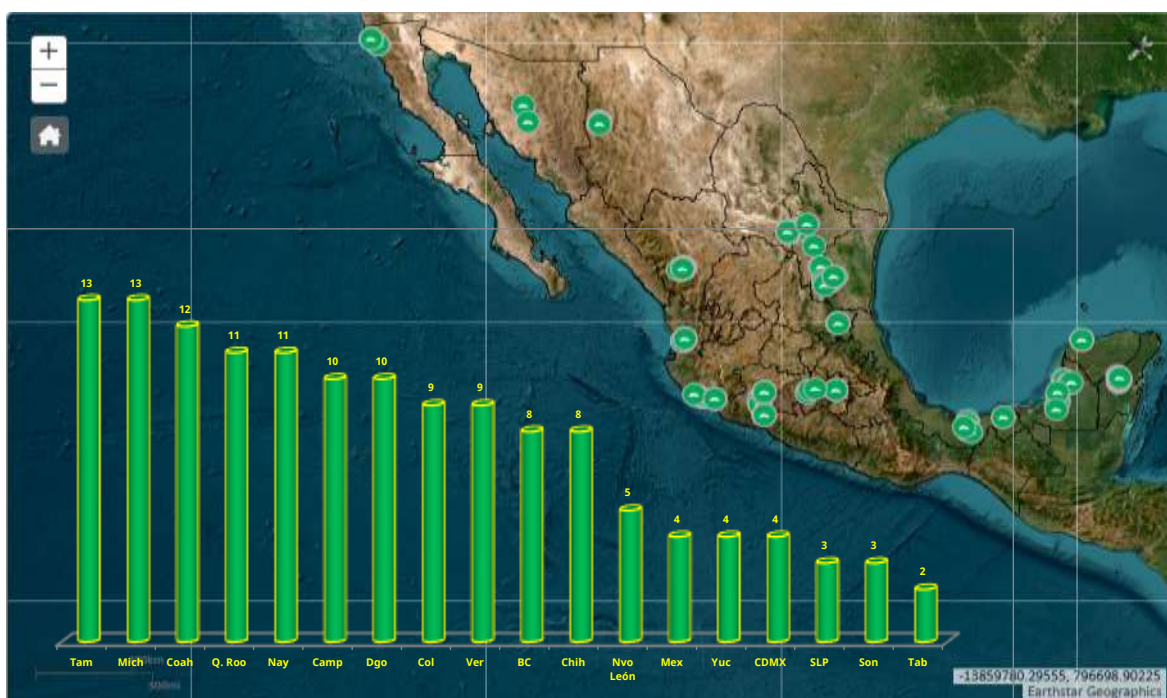 +
−
13
13
12
11
11
10
10
9
9
8
8
5
4
4
4
3
3
2
Tam
Mich
Coah
Q. Roo
Nay
Camp
Dgo
Col
Ver
BC
Chih
Nvo
León
Mex
Yuc
CDMX
SLP
Son
Tab
-13859780.29555, 796698.90225
Earthstar Geographics